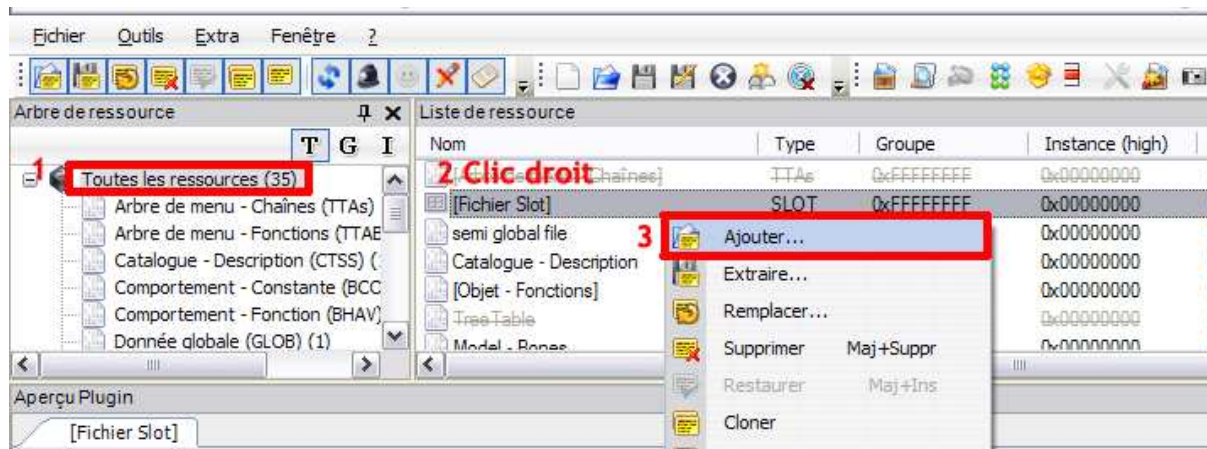 Fichier Outils Extra Fenêtre ?
Arbre de ressource
T G I
1
Toutes les ressources (35)
Arbre de menu - Chaînes (TTAs)
Arbre de menu - Fonctions (TTAB
Catalogue - Description (CTSS) (
Comportement - Constante (BCC
Comportement - Fonction (BHAV)
Donnée globale (GLOB) (1)
Liste de ressource
Nom Type Groupe Instance (high)
2 Clic droit
Chaînes] TTAs 0xFFFFFFFF 0x00000000
[Fichier Slot] SLOT 0xFFFFFFFF 0x00000000
semi global file 0x00000000
Catalogue - Description 0x00000000
[Objet - Fonctions] 0x00000000
TreeTable 0x00000000
Model - Bones 0x00000000
3
Ajouter...
Extraire...
Remplacer...
Supprimer Maj+Suppr
Restaurer Maj+Ins
Cloner
Aperçu Plugin
[Fichier Slot]